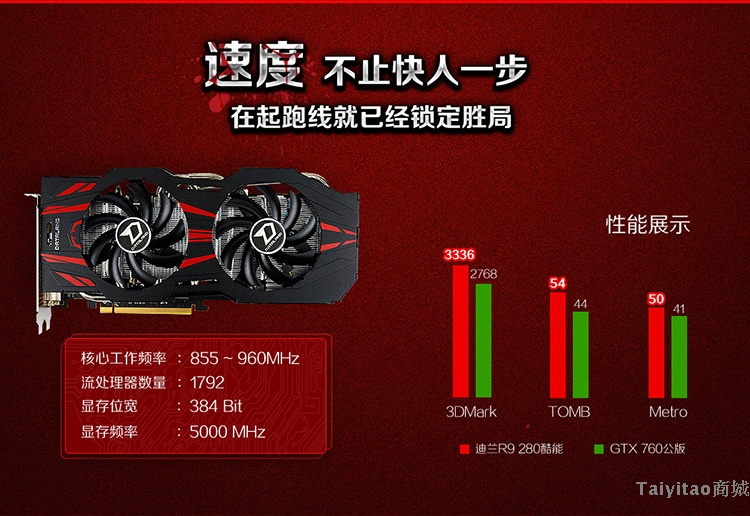 速度 不止快人一步
在起跑线就已经锁定胜局
DATALAND
性能展示
3336
2768
54
44
50
41
3DMark
TOMB
Metro
迪兰R9 280酷能
GTX 760公版
核心工作频率 : 855 ~ 960MHz
流处理器数量 : 1792
显存位宽 : 384 Bit
显存频率 : 5000 MHz
Taiyitao商城